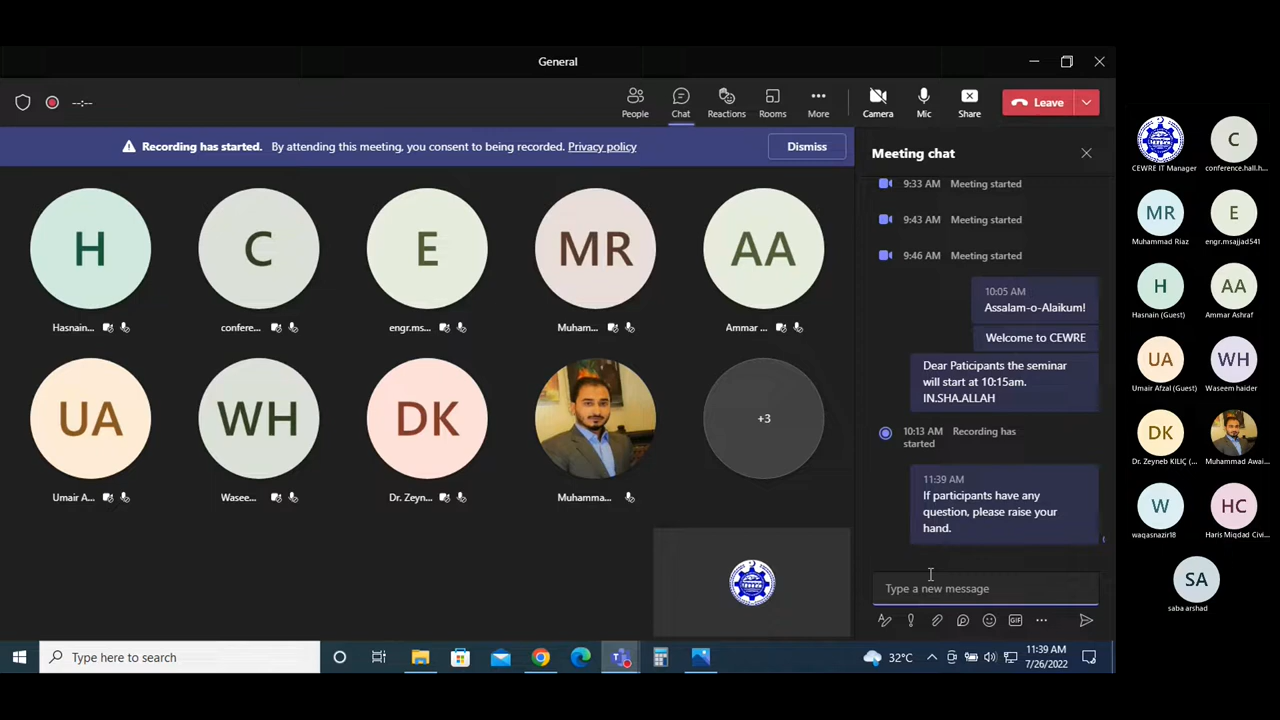 General
--:--
People
Chat
Reactions
Rooms
More
Camera
Mic
Share
Leave
Recording has started. By attending this meeting, you consent to being recorded. Privacy policy
Dismiss
H
Hasnain...
C
confere...
E
engr.ms...
MR
Muham...
AA
Ammar ...
UA
Umair A...
WH
Wasee...
DK
Dr. Zeyn...
Muhamma...
+3
Meeting chat
9:33 AM Meeting started
9:43 AM Meeting started
9:46 AM Meeting started
10:05 AM
Assalam-o-Alaikum!
Welcome to CEWRE
Dear Paticipants the seminar
will start at 10:15am.
IN.SHA.ALLAH
10:13 AM Recording has
started
11:39 AM
If participants have any
question, please raise your
hand.
Type a new message
GIF
CEWRE IT Manager
C
conference.hall.h...
MR
Muhammad Riaz
E
engr.msajjad541
H
Hasnain (Guest)
AA
Ammar Ashraf
UA
Umair Afzal (Guest)
WH
Waseem haider
DK
Dr. Zeyneb KILIÇ (...
Muhammad Awai...
W
waqasnazir18
HC
Haris Miqdad Civi...
SA
saba arshad
Type here to search
32°C
11:39 AM
7/26/2022